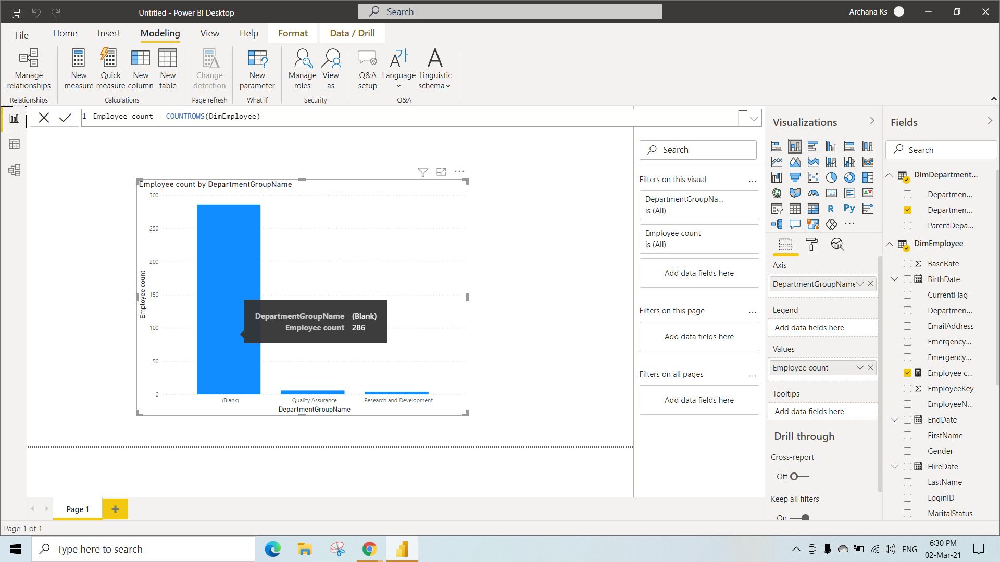 Untitled - Power BI Desktop
Search
Archana Ks
File
Home
Insert
Modeling
View
Help
Format
Data / Drill
Manage
relationships
New
measure
Quick
measure
New
column
New
table
Change
detection
New
parameter
Manage
roles
View
as
Q&A
setup
Language
Linguistic
schema
Relationships
Calculations
Page refresh
What if
Security
Q&A
1 Employee count = COUNTROWS(DimEmployee)
Employee count by DepartmentGroupName
300
250
200
150
100
50
0
Employee count
DepartmentGroupName (Blank)
Employee count 286
(Blank)
Quality Assurance
Research and Development
DepartmentGroupName
Search
Filters on this visual
...
DepartmentGroupNa...
is (All)
Employee count
is (All)
Add data fields here
Filters on this page
...
Add data fields here
Filters on all pages
...
Add data fields here
Visualizations
123
R
Py
...
Axis
DepartmentGroupName
Legend
Add data fields here
Values
Employee count
Tooltips
Add data fields here
Drill through
Cross-report
Off
Keep all filters
On
Fields
Search
DimDepartment...
Departmen...
Departmen...
ParentDepa...
DimEmployee
Σ BaseRate
BirthDate
CurrentFlag
Departmen...
EmailAddress
Emergency...
Emergency...
Employee c...
Σ EmployeeKey
EmployeeN...
EndDate
FirstName
Gender
HireDate
LastName
LoginID
MaritalStatus
Page 1
+
Page 1 of 1
Type here to search
ENG
6:30 PM
02-Mar-21